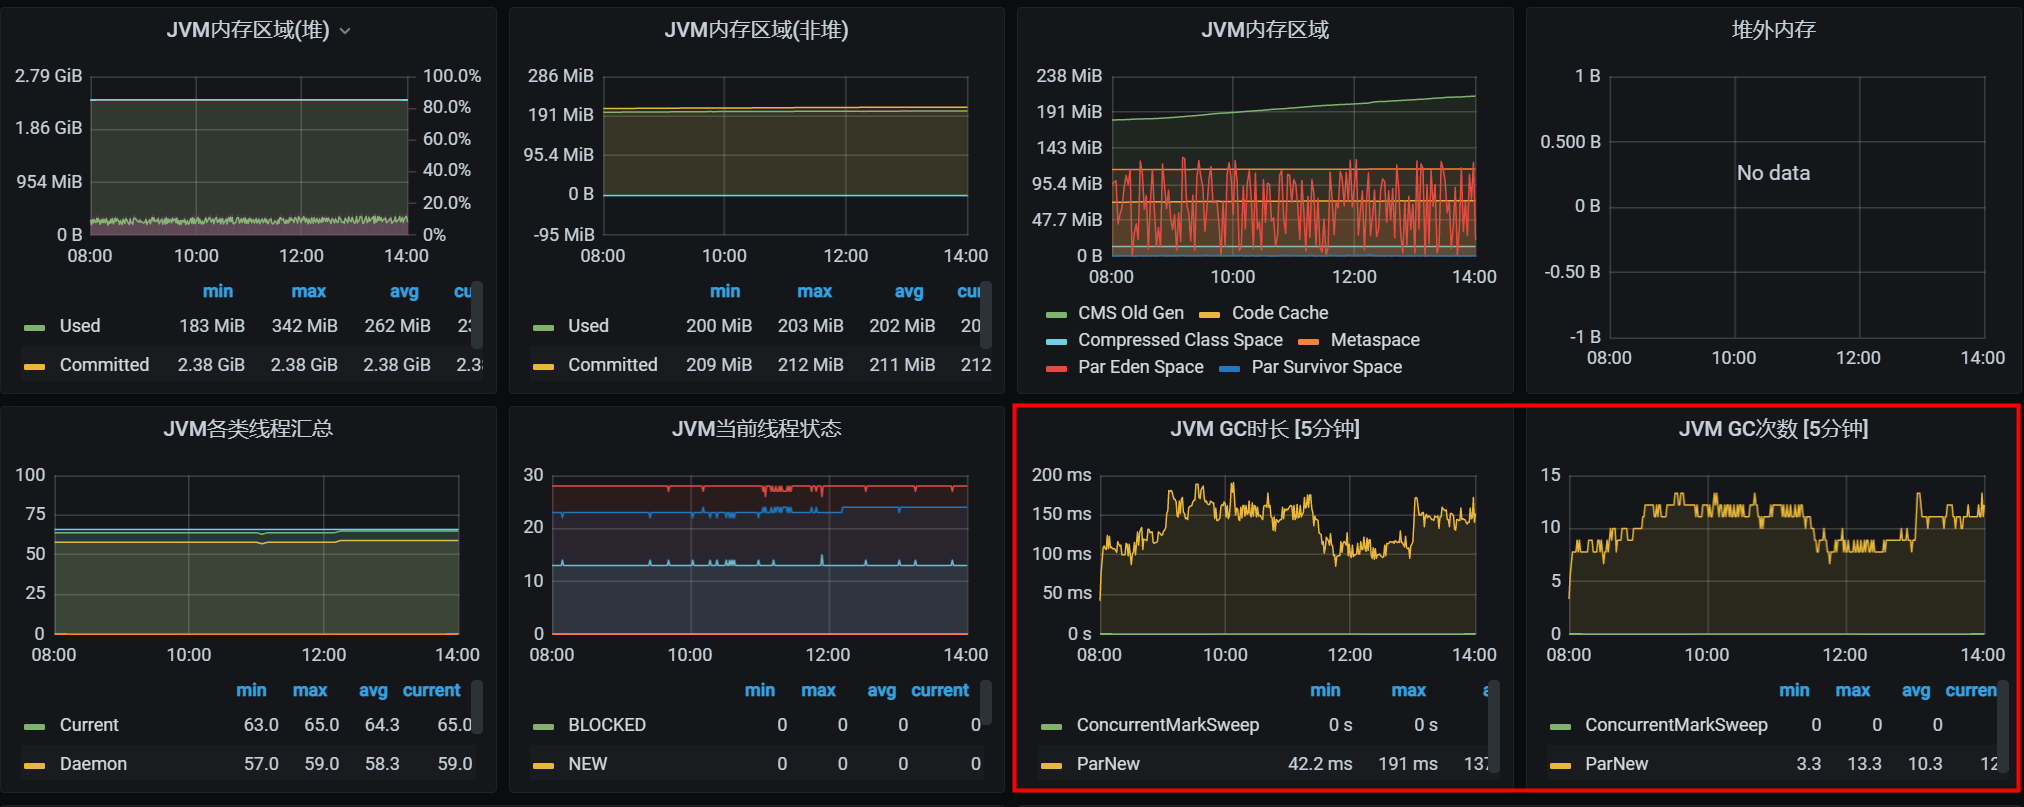 JVM内存区域(堆)
2.79 GiB
1.86 GiB
954 MiB
0 B
100.0%
80.0%
60.0%
40.0%
20.0%
0%
08:00 10:00 12:00 14:00
min max avg cu
Used 183 MiB 342 MiB 262 MiB 23
Committed 2.38 GiB 2.38 GiB 2.38 GiB 2.3
JVM内存区域(非堆)
286 MiB
191 MiB
95.4 MiB
0 B
-95 MiB
08:00 10:00 12:00 14:00
min max avg cur
Used 200 MiB 203 MiB 202 MiB 20
Committed 209 MiB 212 MiB 211 MiB 212
JVM内存区域
238 MiB
191 MiB
143 MiB
95.4 MiB
47.7 MiB
0 B
08:00 10:00 12:00 14:00
CMS Old Gen Code Cache
Compressed Class Space Metaspace
Par Eden Space Par Survivor Space
堆外内存
1 B
0.500 B
0 B
-0.50 B
-1 B
No data
08:00 10:00 12:00 14:00
JVM各类线程汇总
100
75
50
25
0
08:00 10:00 12:00 14:00
min max avg current
Current 63.0 65.0 64.3 65.0
Daemon 57.0 59.0 58.3 59.0
JVM当前线程状态
30
20
10
0
08:00 10:00 12:00 14:00
min max avg current
BLOCKED 0 0 0 0
NEW 0 0 0 0
JVM GC时长 [5分钟]
200 ms
150 ms
100 ms
50 ms
0 s
08:00 10:00 12:00 14:00
min max a
ConcurrentMarkSweep 0 s 0 s
ParNew 42.2 ms 191 ms 137
JVM GC次数 [5分钟]
15
10
5
0
08:00 10:00 12:00 14:00
min max avg curren
ConcurrentMarkSweep 0 0 0
ParNew 3.3 13.3 10.3 12